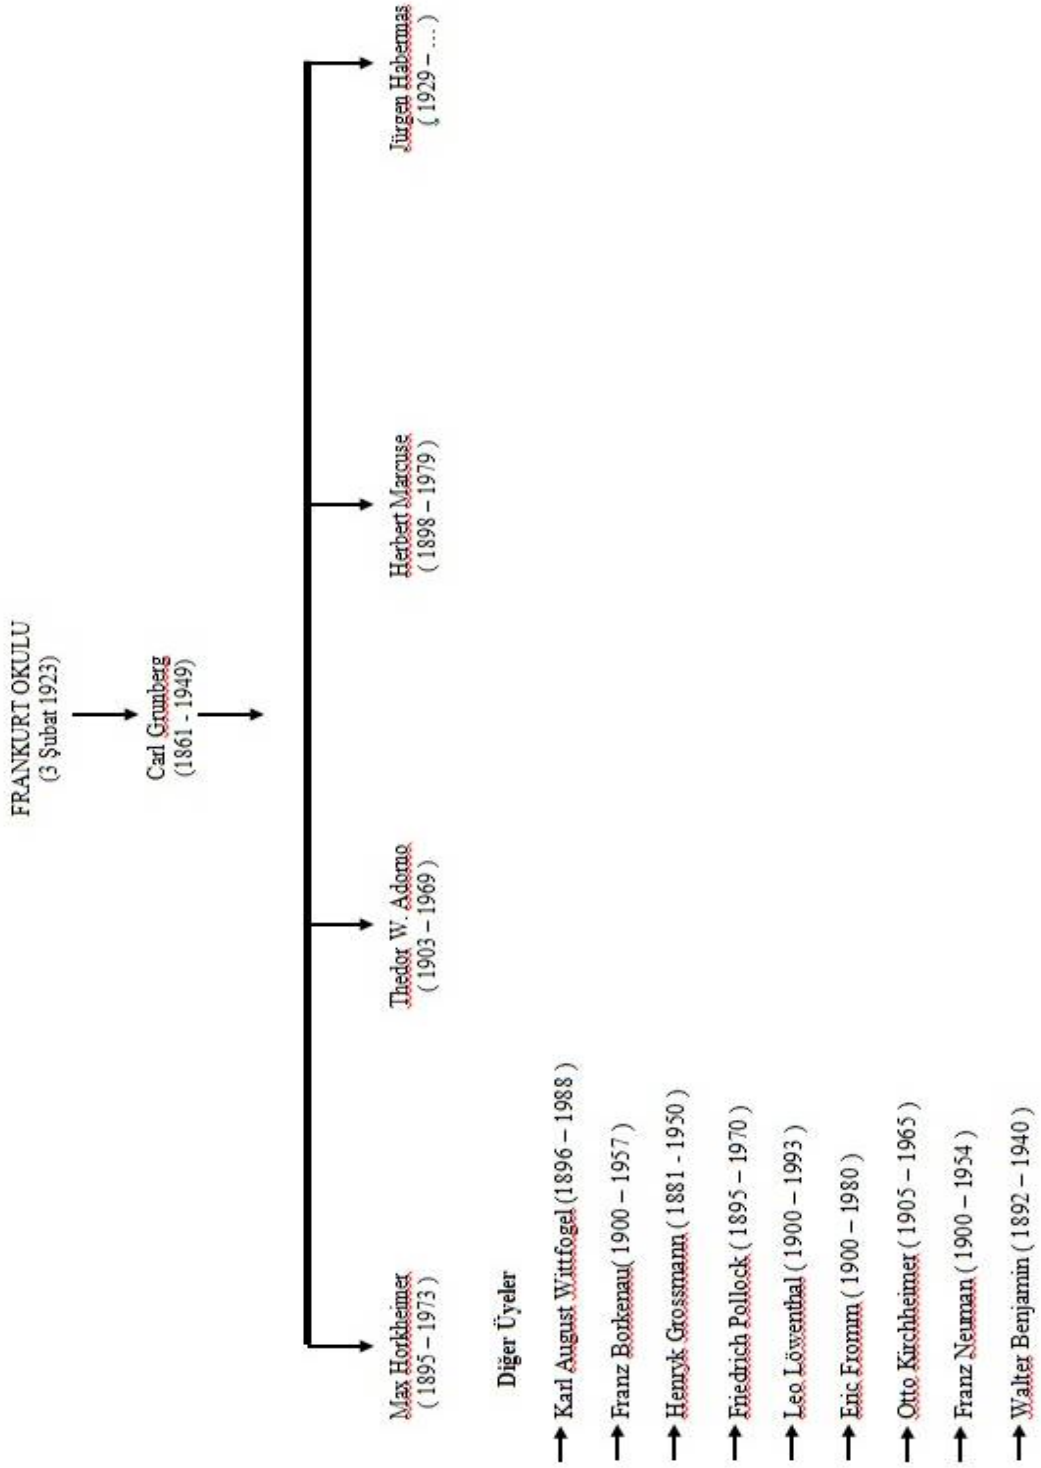 FRANKURT OKULU
(3 Şubat 1923)
Carl Grunberg
(1861 - 1949)
Max Horkheimer
( 1895 – 1973 )
Thedor W. Adorno
( 1903 – 1969 )
Herbert Marcuse
( 1898 – 1979 )
Jürgen Habermas
( 1929 – ... )
Diğer Üyeler
Karl August Wittfogel (1896 – 1988 )
Franz Borkenau( 1900 – 1957 )
Henryk Grossmann ( 1881 - 1950 )
Friedrich Pollock ( 1895 – 1970 )
Leo Löwenthal ( 1900 – 1993 )
Eric Fromm ( 1900 – 1980 )
Otto Kirchheimer ( 1905 – 1965 )
Franz Neuman ( 1900 – 1954 )
Walter Benjamin ( 1892 – 1940 )